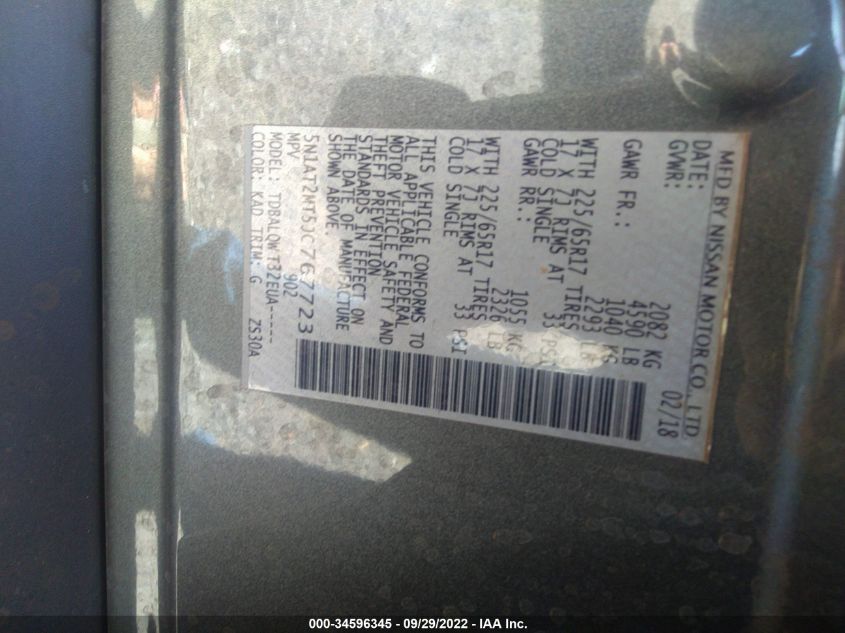 MFD BY NISSAN MOTOR CO., LTD
DATE: 02/18
GVWR: 2082 KG
4590 LB
GAWR FR.: 1040 KG
2293 LB
WITH 225/65R17 TIRES
17 X 7J RIMS AT
COLD SINGLE 33 PSI
GAWR RR.: 1055 KG
2326 LB
WITH 225/65R17 TIRES
17 X 7J RIMS AT
COLD SINGLE 33 PSI
THIS VEHICLE CONFORMS TO
ALL APPLICABLE FEDERAL
MOTOR VEHICLE SAFETY AND
THEFT PREVENTION
STANDARDS IN EFFECT ON
THE DATE OF MANUFACTURE
SHOWN ABOVE.
5N1AT2MT5JC767723
MPV 902
MODEL: TDBALQWT32EUA-----
COLOR: KAD TRIM: G Z530A
000-34596345 - 09/29/2022 - IAA Inc.